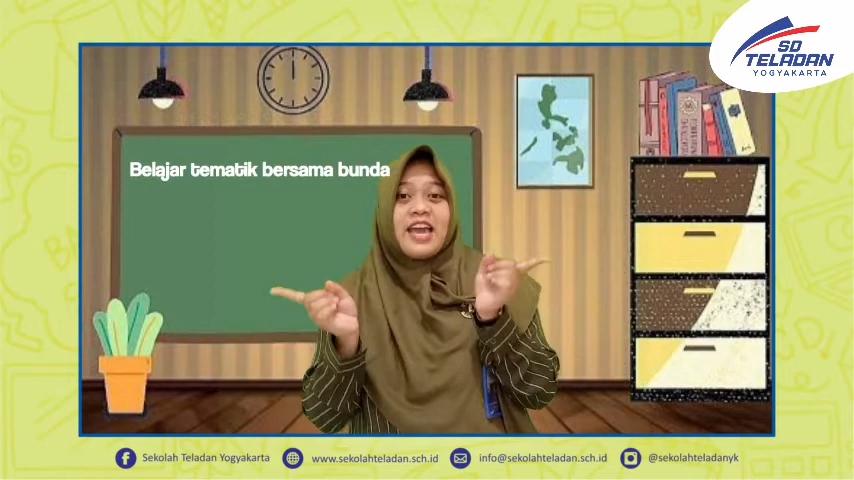 SD
TELADAN
YOGYAKARTA
Belajar tematik bersama bunda
Sekolah Teladan Yogyakarta
www.sekolahteladan.sch.id
info@sekolahteladan.sch.id
@sekolahteladanyk